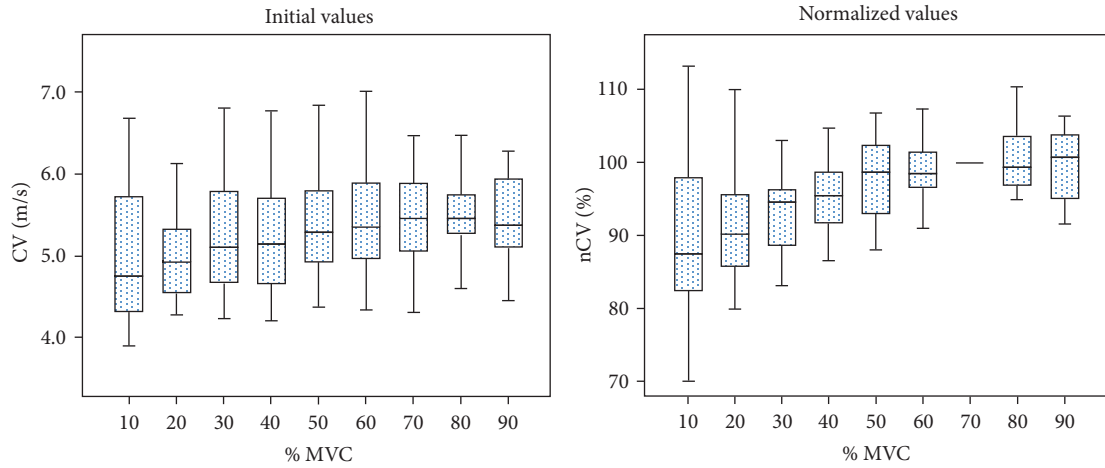 Initial values
CV (m/s)
7.0
6.0
5.0
4.0
10 20 30 40 50 60 70 80 90
% MVC
Normalized values
nCV (%)
110
100
90
80
70
10 20 30 40 50 60 70 80 90
% MVC